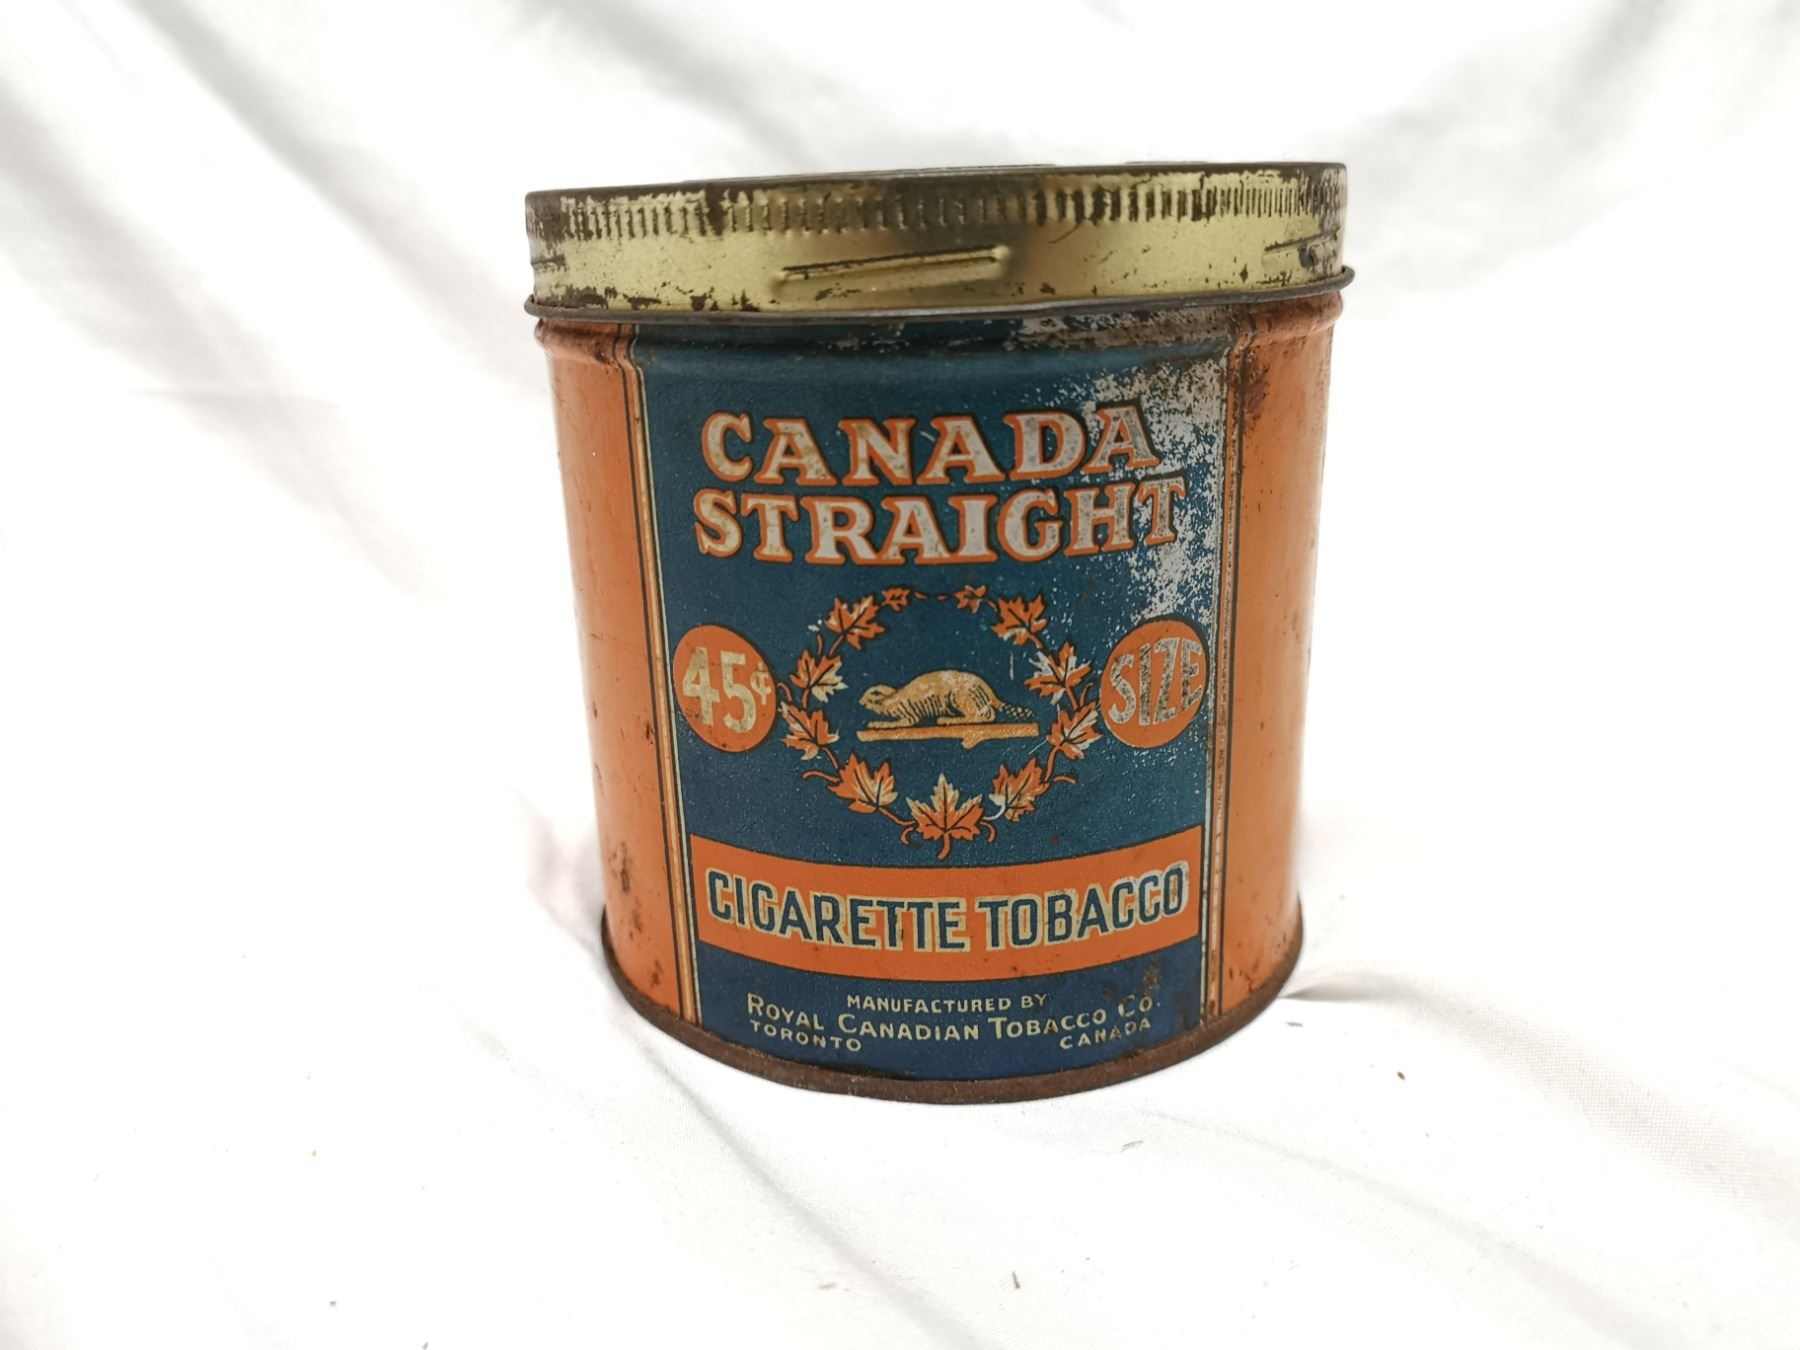 CANADA
STRAIGHT
45¢ SIZE
CIGARETTE TOBACCO
MANUFACTURED BY
ROYAL CANADIAN TOBACCO CO.
TORONTO CANADA